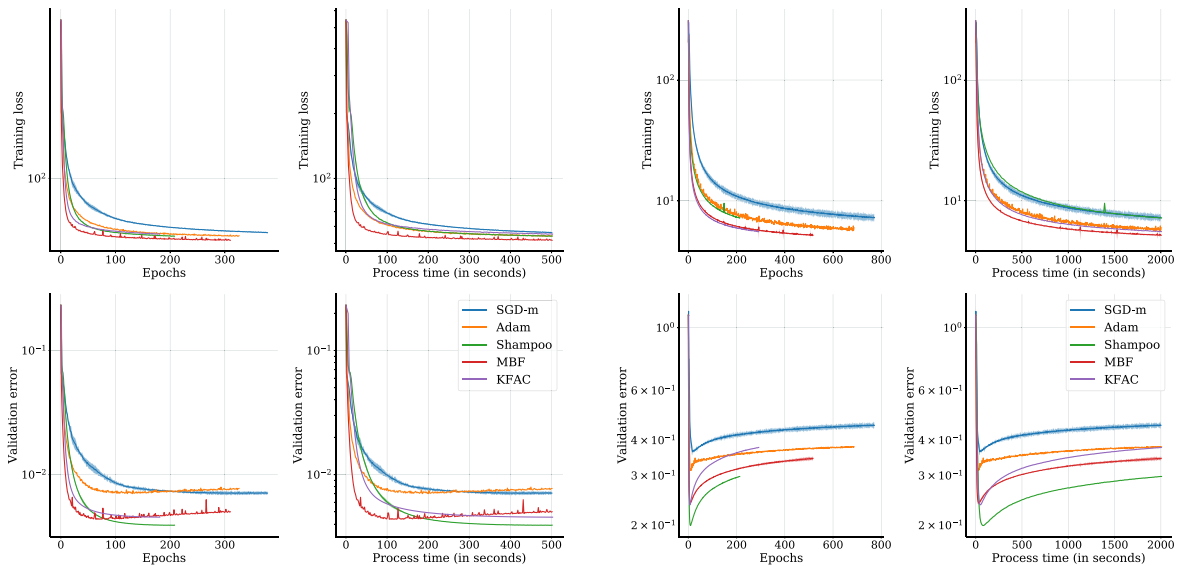 Training loss
10²
0 100 200 300
Epochs
Training loss
10²
0 100 200 300 400 500
Process time (in seconds)
Training loss
10²
10¹
0 200 400 600 800
Epochs
Training loss
10²
10¹
0 500 1000 1500 2000
Process time (in seconds)
Validation error
10⁻¹
10⁻²
0 100 200 300
Epochs
Validation error
10⁻¹
10⁻²
SGD-m
Adam
Shampoo
MBF
KFAC
0 100 200 300 400 500
Process time (in seconds)
Validation error
10⁰
6 × 10⁻¹
4 × 10⁻¹
3 × 10⁻¹
2 × 10⁻¹
0 200 400 600 800
Epochs
Validation error
10⁰
6 × 10⁻¹
4 × 10⁻¹
3 × 10⁻¹
2 × 10⁻¹
SGD-m
Adam
Shampoo
MBF
KFAC
0 500 1000 1500 2000
Process time (in seconds)